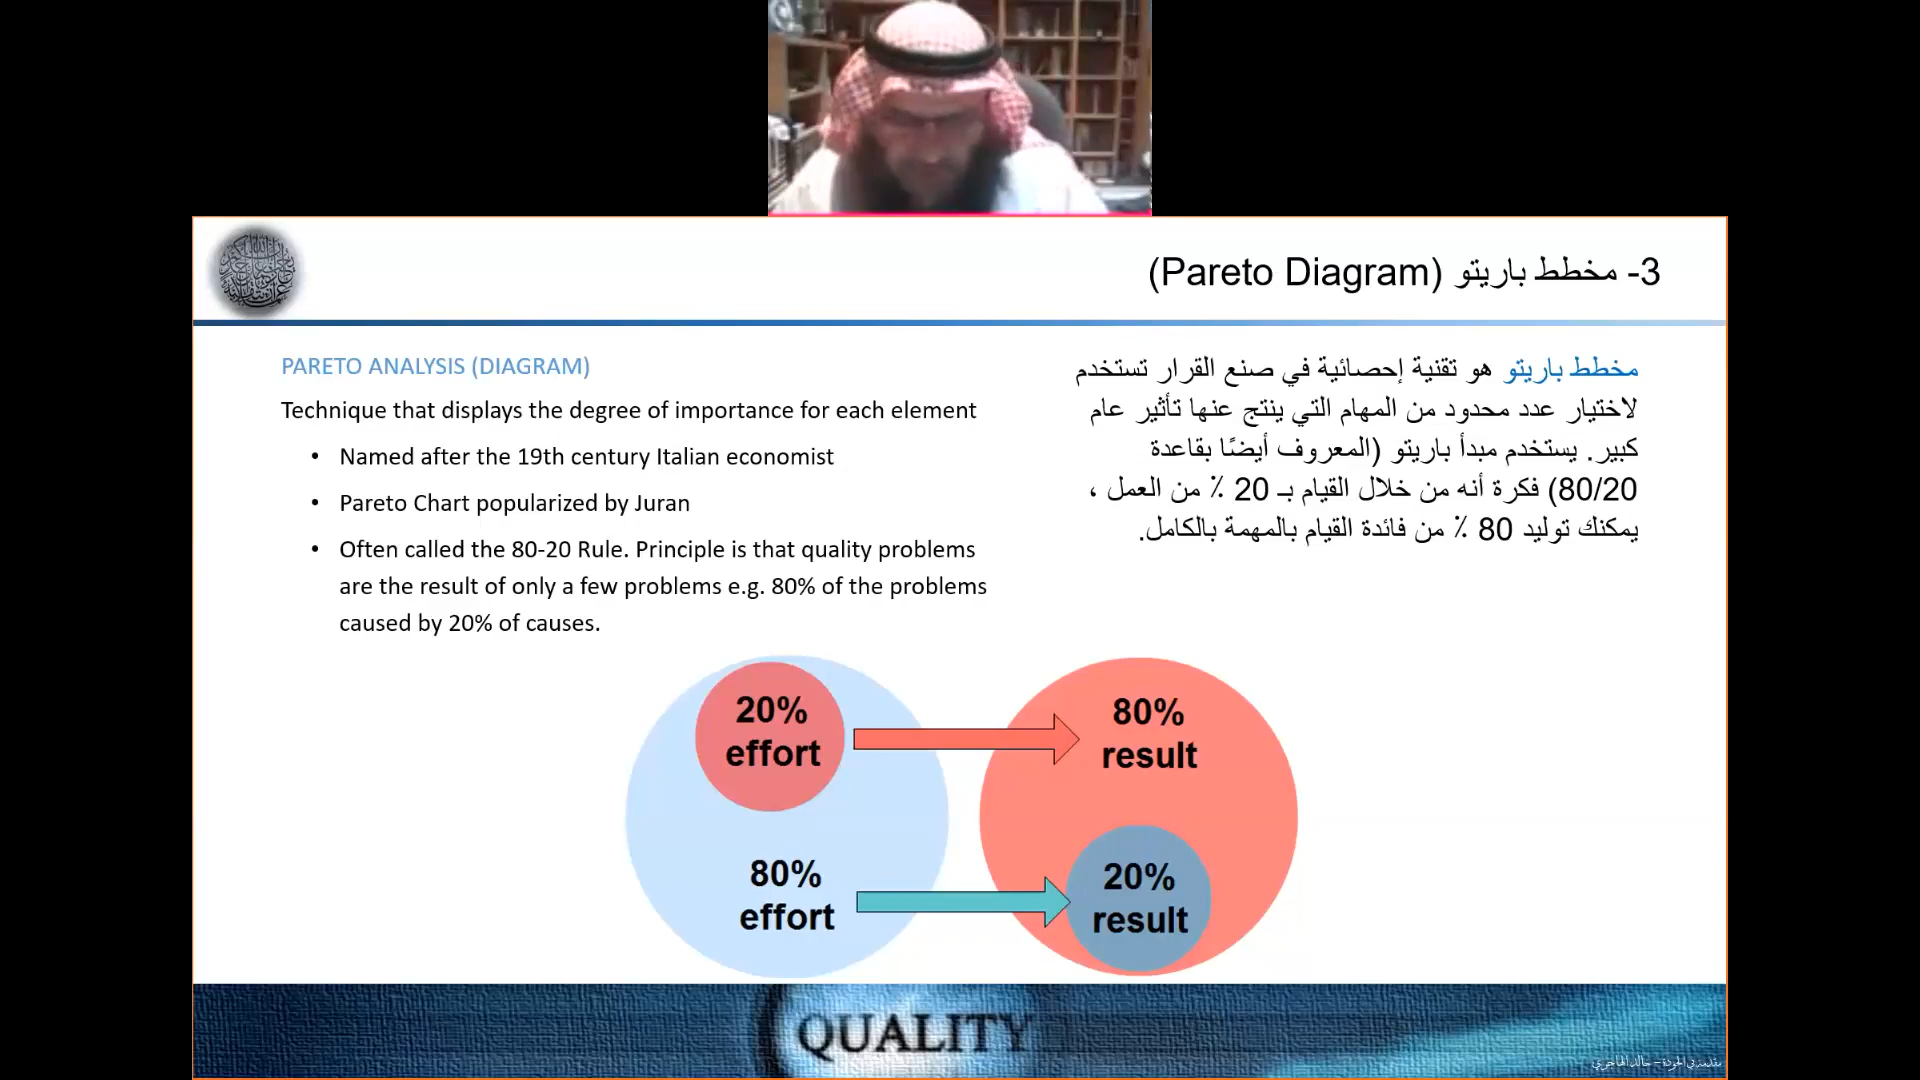 3- مخطط باريتو (Pareto Diagram)
PARETO ANALYSIS (DIAGRAM)
Technique that displays the degree of importance for each element
• Named after the 19th century Italian economist
• Pareto Chart popularized by Juran
• Often called the 80-20 Rule. Principle is that quality problems
are the result of only a few problems e.g. 80% of the problems
caused by 20% of causes.
مخطط باريتو هو تقنية إحصائية في صنع القرار تستخدم
لاختيار عدد محدود من المهام التي ينتج عنها تأثير عام
كبير. يستخدم مبدأ باريتو (المعروف أيضًا بقاعدة
80/20) فكرة أنه من خلال القيام بـ 20 ٪ من العمل ،
يمكنك توليد 80 ٪ من فائدة القيام بالمهمة بالكامل.
20%
effort
80%
result
80%
effort
20%
result
QUALITY
مقدمة في الجودة – خالد الهاجري